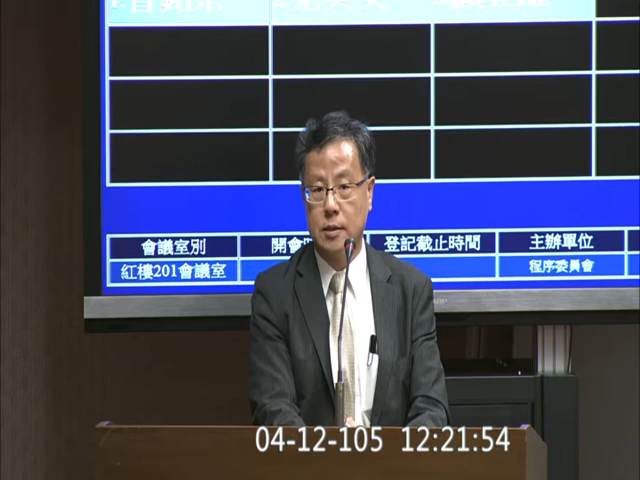 會議室別 開會 登記截止時間 主辦單位
紅樓201會議室 程序委員會
04-12-105 12:21:54